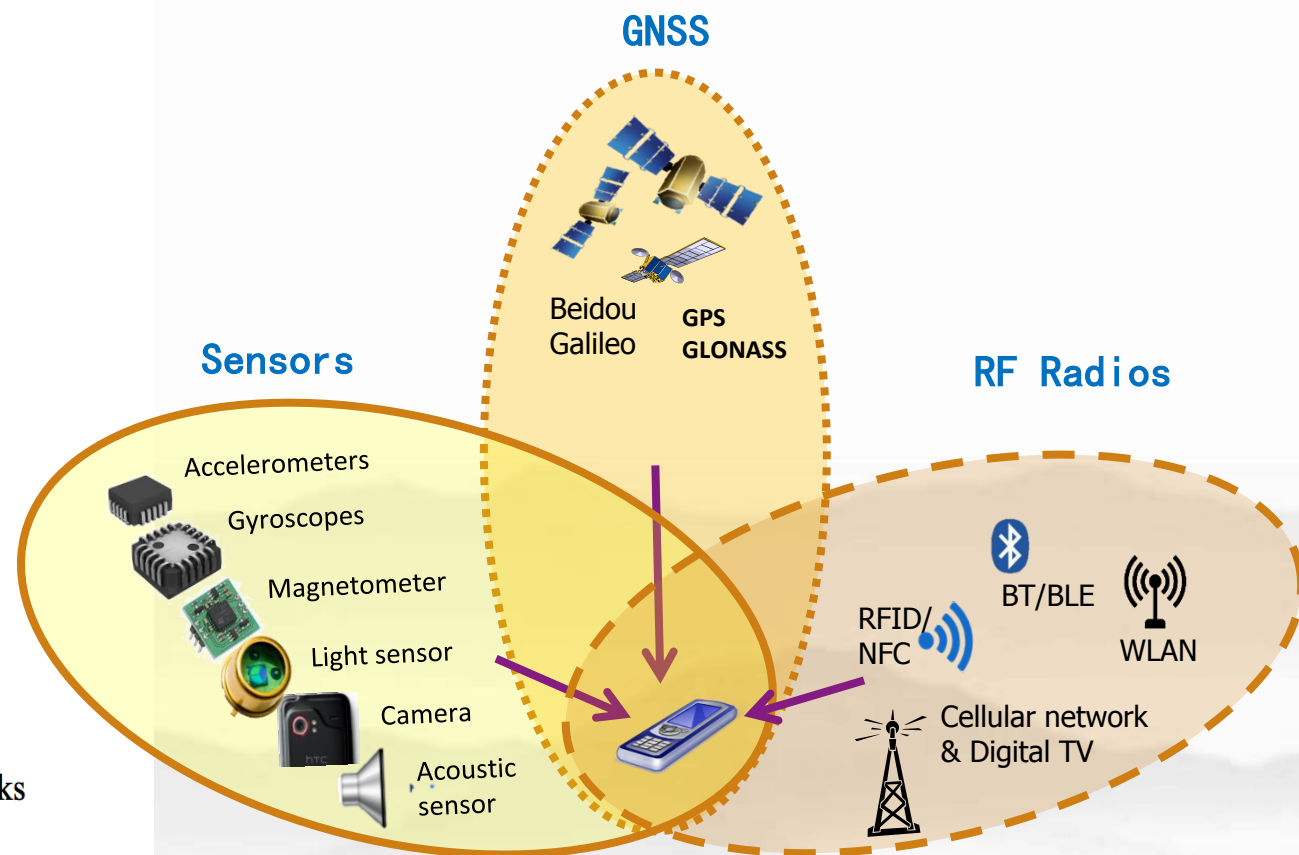 GNSS
Beidou
Galileo
GPS
GLONASS
Sensors
Accelerometers
Gyroscopes
Magnetometer
Light sensor
Camera
hTC
Acoustic
sensor
RF Radios
BT/BLE
RFID/
NFC
WLAN
Cellular network
& Digital TV
ks